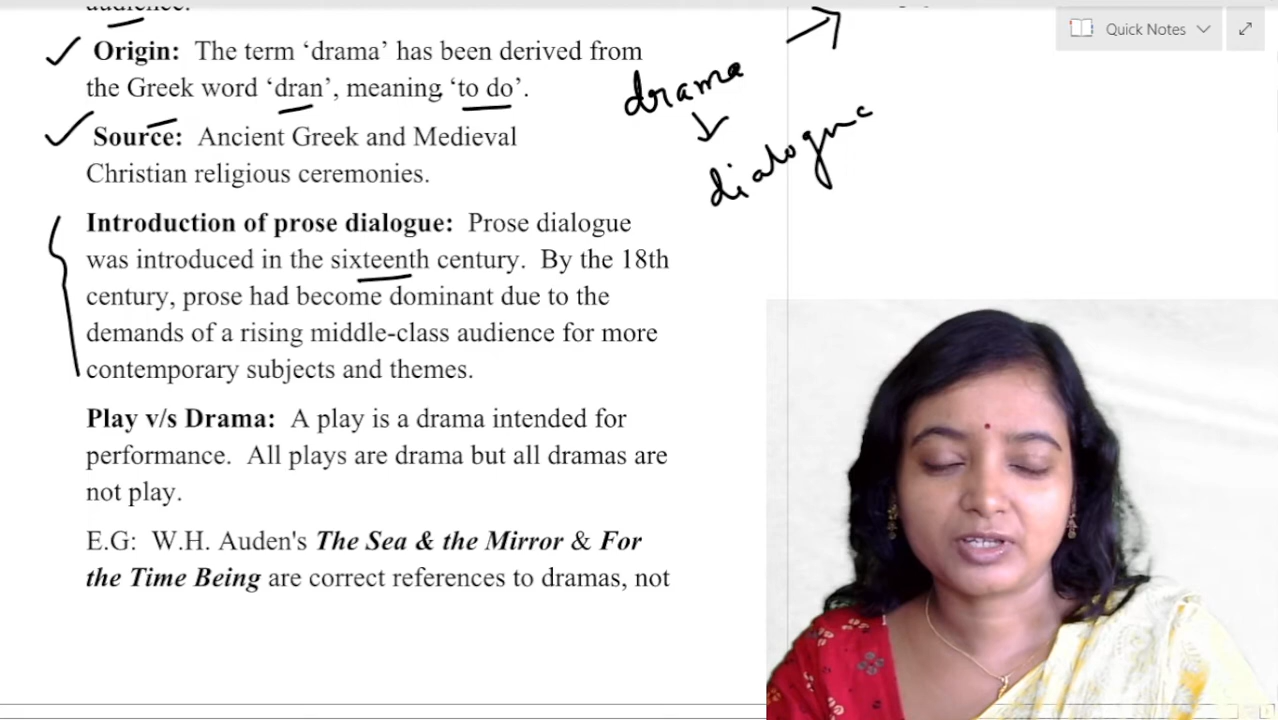 audience.
Origin: The term ‘drama’ has been derived from
the Greek word ‘dran’, meaning ‘to do’.
Source: Ancient Greek and Medieval
Christian religious ceremonies.
Introduction of prose dialogue: Prose dialogue
was introduced in the sixteenth century. By the 18th
century, prose had become dominant due to the
demands of a rising middle-class audience for more
contemporary subjects and themes.
Play v/s Drama: A play is a drama intended for
performance. All plays are drama but all dramas are
not play.
E.G: W.H. Auden's The Sea & the Mirror & For
the Time Being are correct references to dramas, not
drama
dialogue
Quick Notes